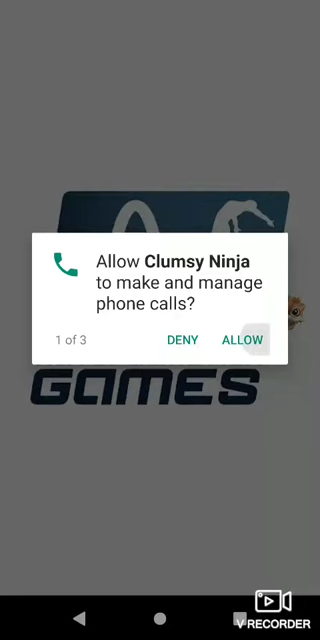 Allow Clumsy Ninja
to make and manage
phone calls?
1 of 3
DENY
ALLOW
GAMES
V RECORDER